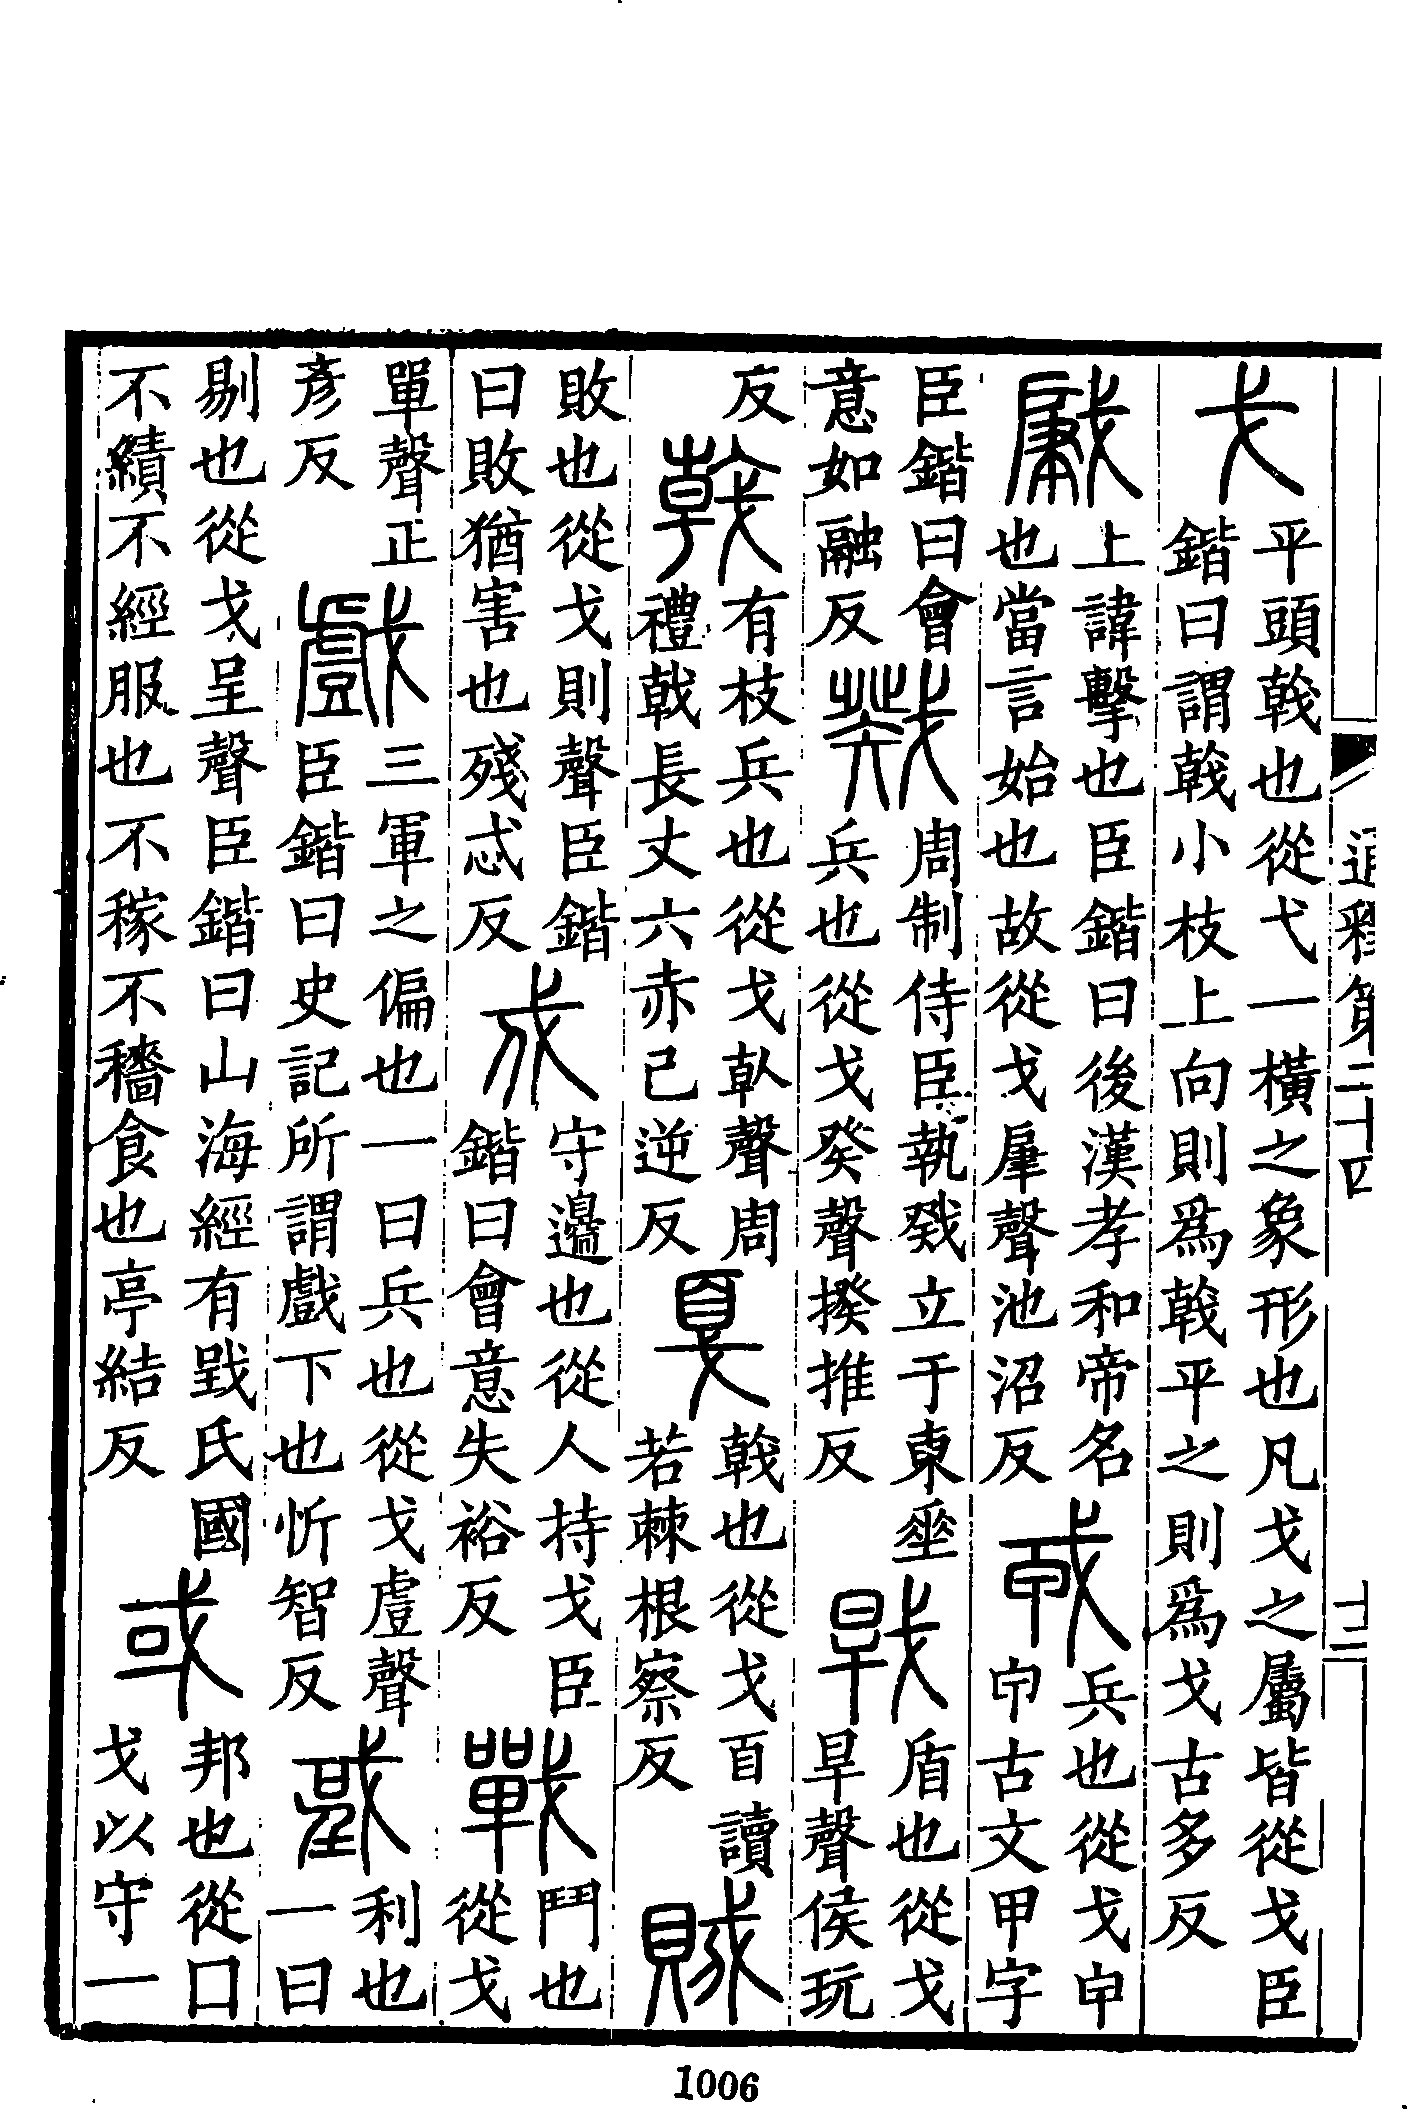 戈平頭戟也從弋一橫之象形也凡戈之屬皆從戈臣
鍇曰謂戟小枝上向則爲戟平之則爲戈古多反
肈上諱擊也臣鍇曰後漢孝和帝名
也當言始也故從戈肁聲池沼反戎兵也從戈甲
𠇚古文甲字
臣鍇曰會意如融反戣周制侍臣執戣立于東垂
兵也從戈癸聲揆推反𢧀盾也從戈
旱聲侯玩反
戟有枝兵也從戈倝聲周
禮戟長丈六赤己逆反戛戟也從戈百讀
若棘根察反賊
敗也從戈則聲臣鍇曰敗猶害也殘忒反
戍守邊也從人持戈臣
鍇曰會意失裕反戰鬥也
從戈單聲正彥反
戲三軍之偏也一曰兵也從戈䖒聲
臣鍇曰史記所謂戲下也忻智反𢧜利也
一曰剔也從戈呈聲臣鍇曰山海經有𢧜氏國
不績不經服也不稼不穡食也亭結反
或邦也從口
戈以守一
通釋第二十四
十二
1006